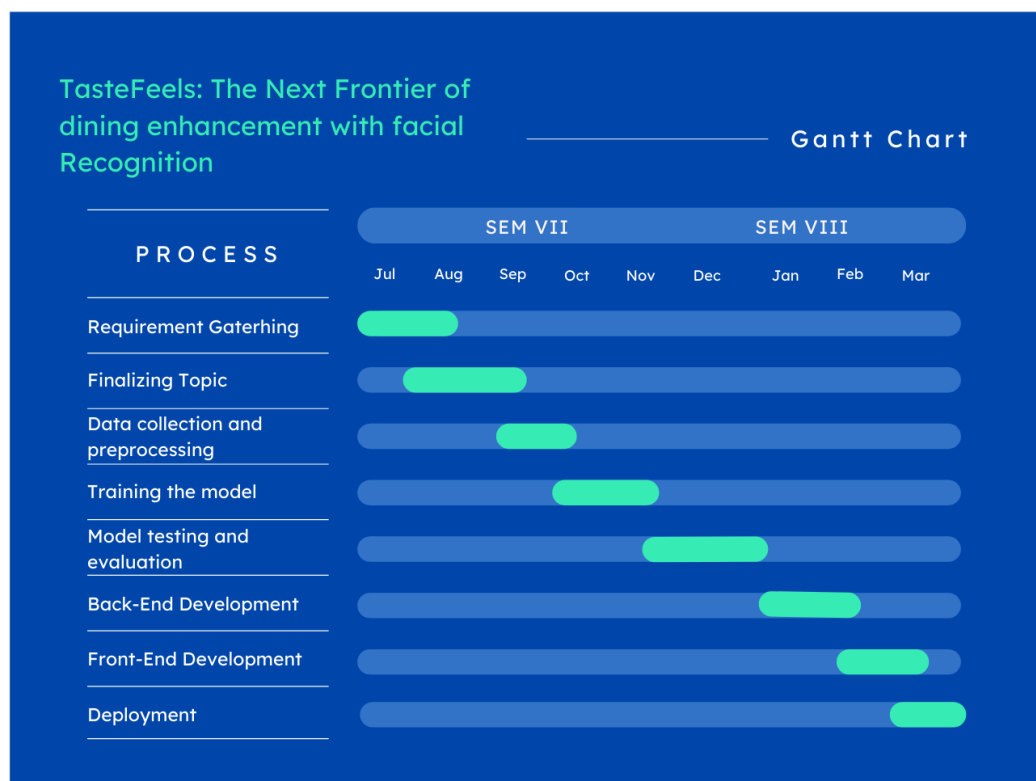 TasteFeels: The Next Frontier of
dining enhancement with facial
Recognition
Gantt Chart
PROCESS
SEM VII
SEM VIII
Jul Aug Sep Oct Nov Dec Jan Feb Mar
Requirement Gaterhing
Finalizing Topic
Data collection and
preprocessing
Training the model
Model testing and
evaluation
Back-End Development
Front-End Development
Deployment